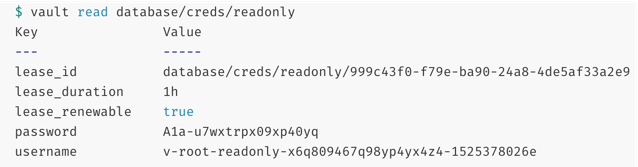 $ vault read database/creds/readonly
Key Value
--- -----
lease_id database/creds/readonly/999c43f0-f79e-ba90-24a8-4de5af33a2e9
lease_duration 1h
lease_renewable true
password A1a-u7wxtrpx09xp40yq
username v-root-readonly-x6q809467q98yp4yx4z4-1525378026e